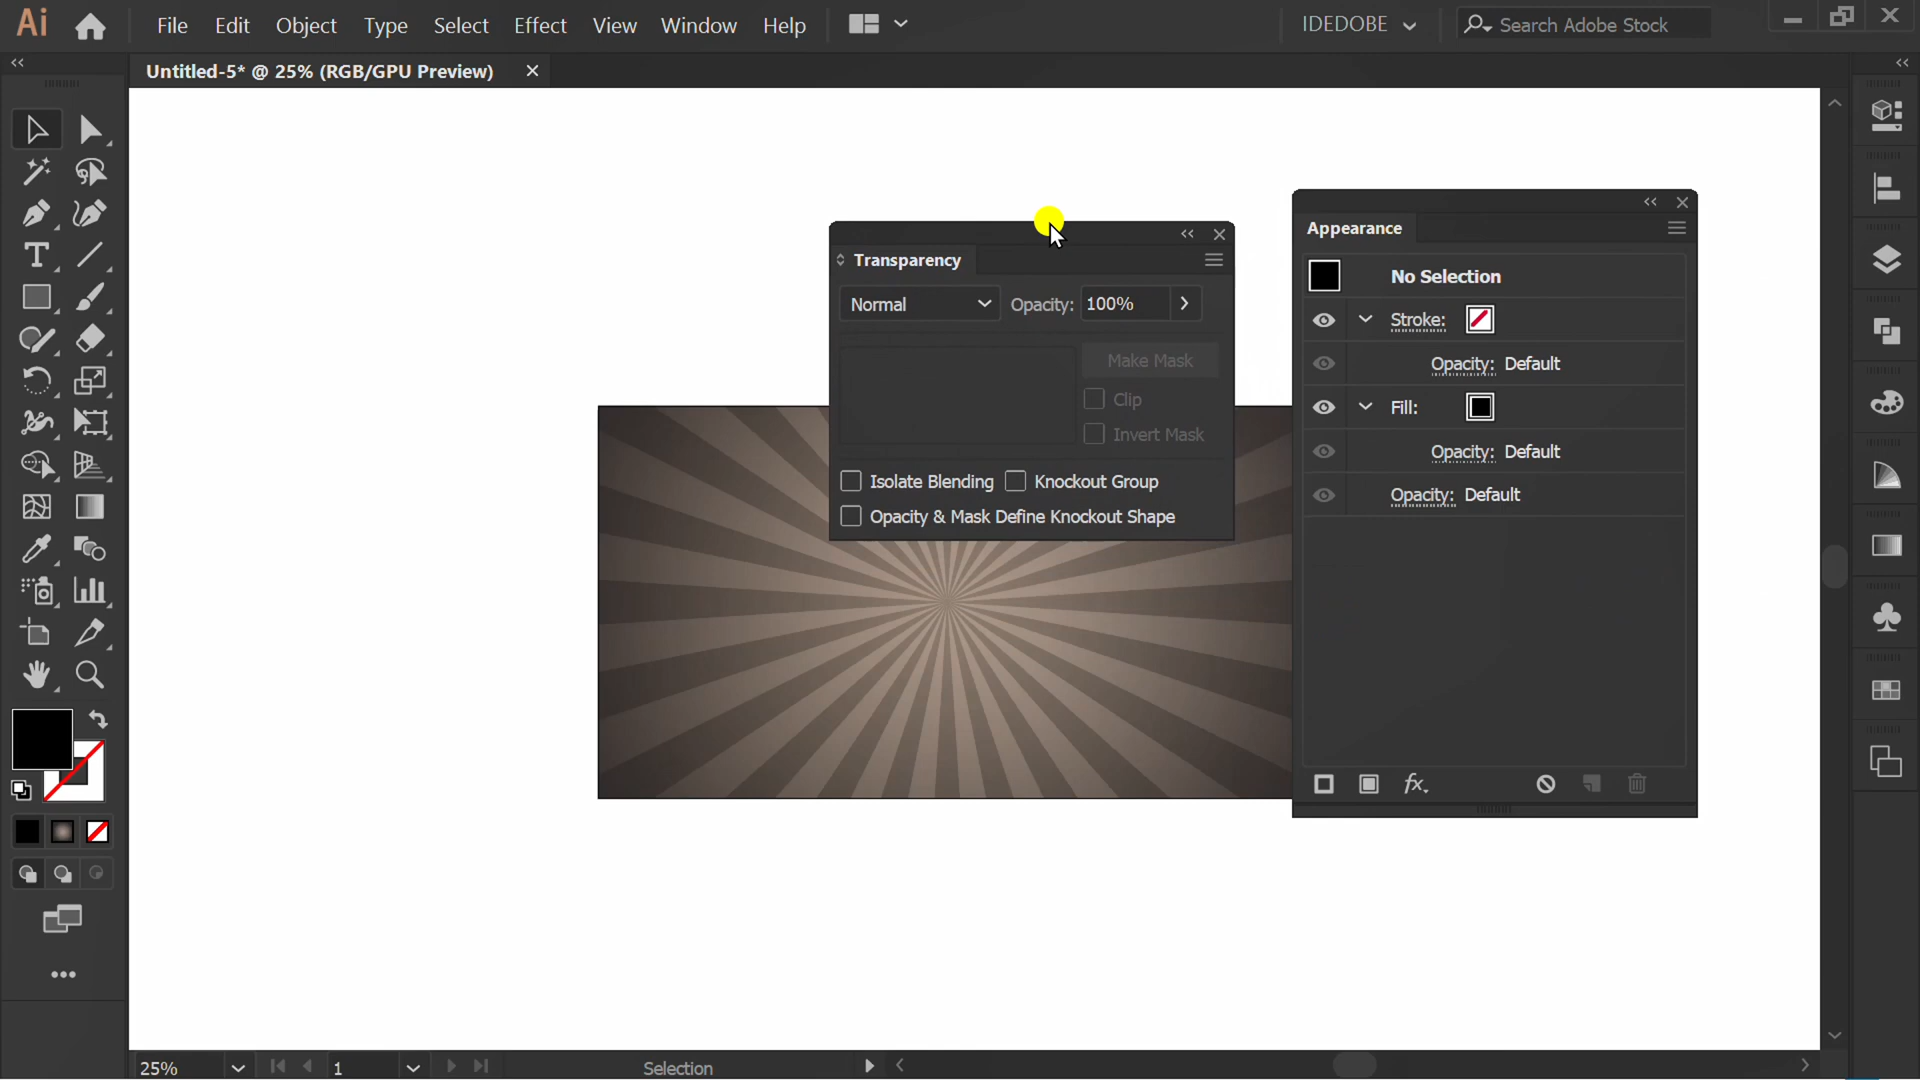 Ai
File Edit Object Type Select Effect View Window Help
IDEDOBE
Search Adobe Stock
Untitled-5* @ 25% (RGB/GPU Preview)
Transparency
Normal Opacity: 100%
Make Mask
Clip
Invert Mask
Isolate Blending Knockout Group
Opacity & Mask Define Knockout Shape
Appearance
No Selection
Stroke:
Opacity: Default
Fill:
Opacity: Default
Opacity: Default
fx
T
25% 1 Selection